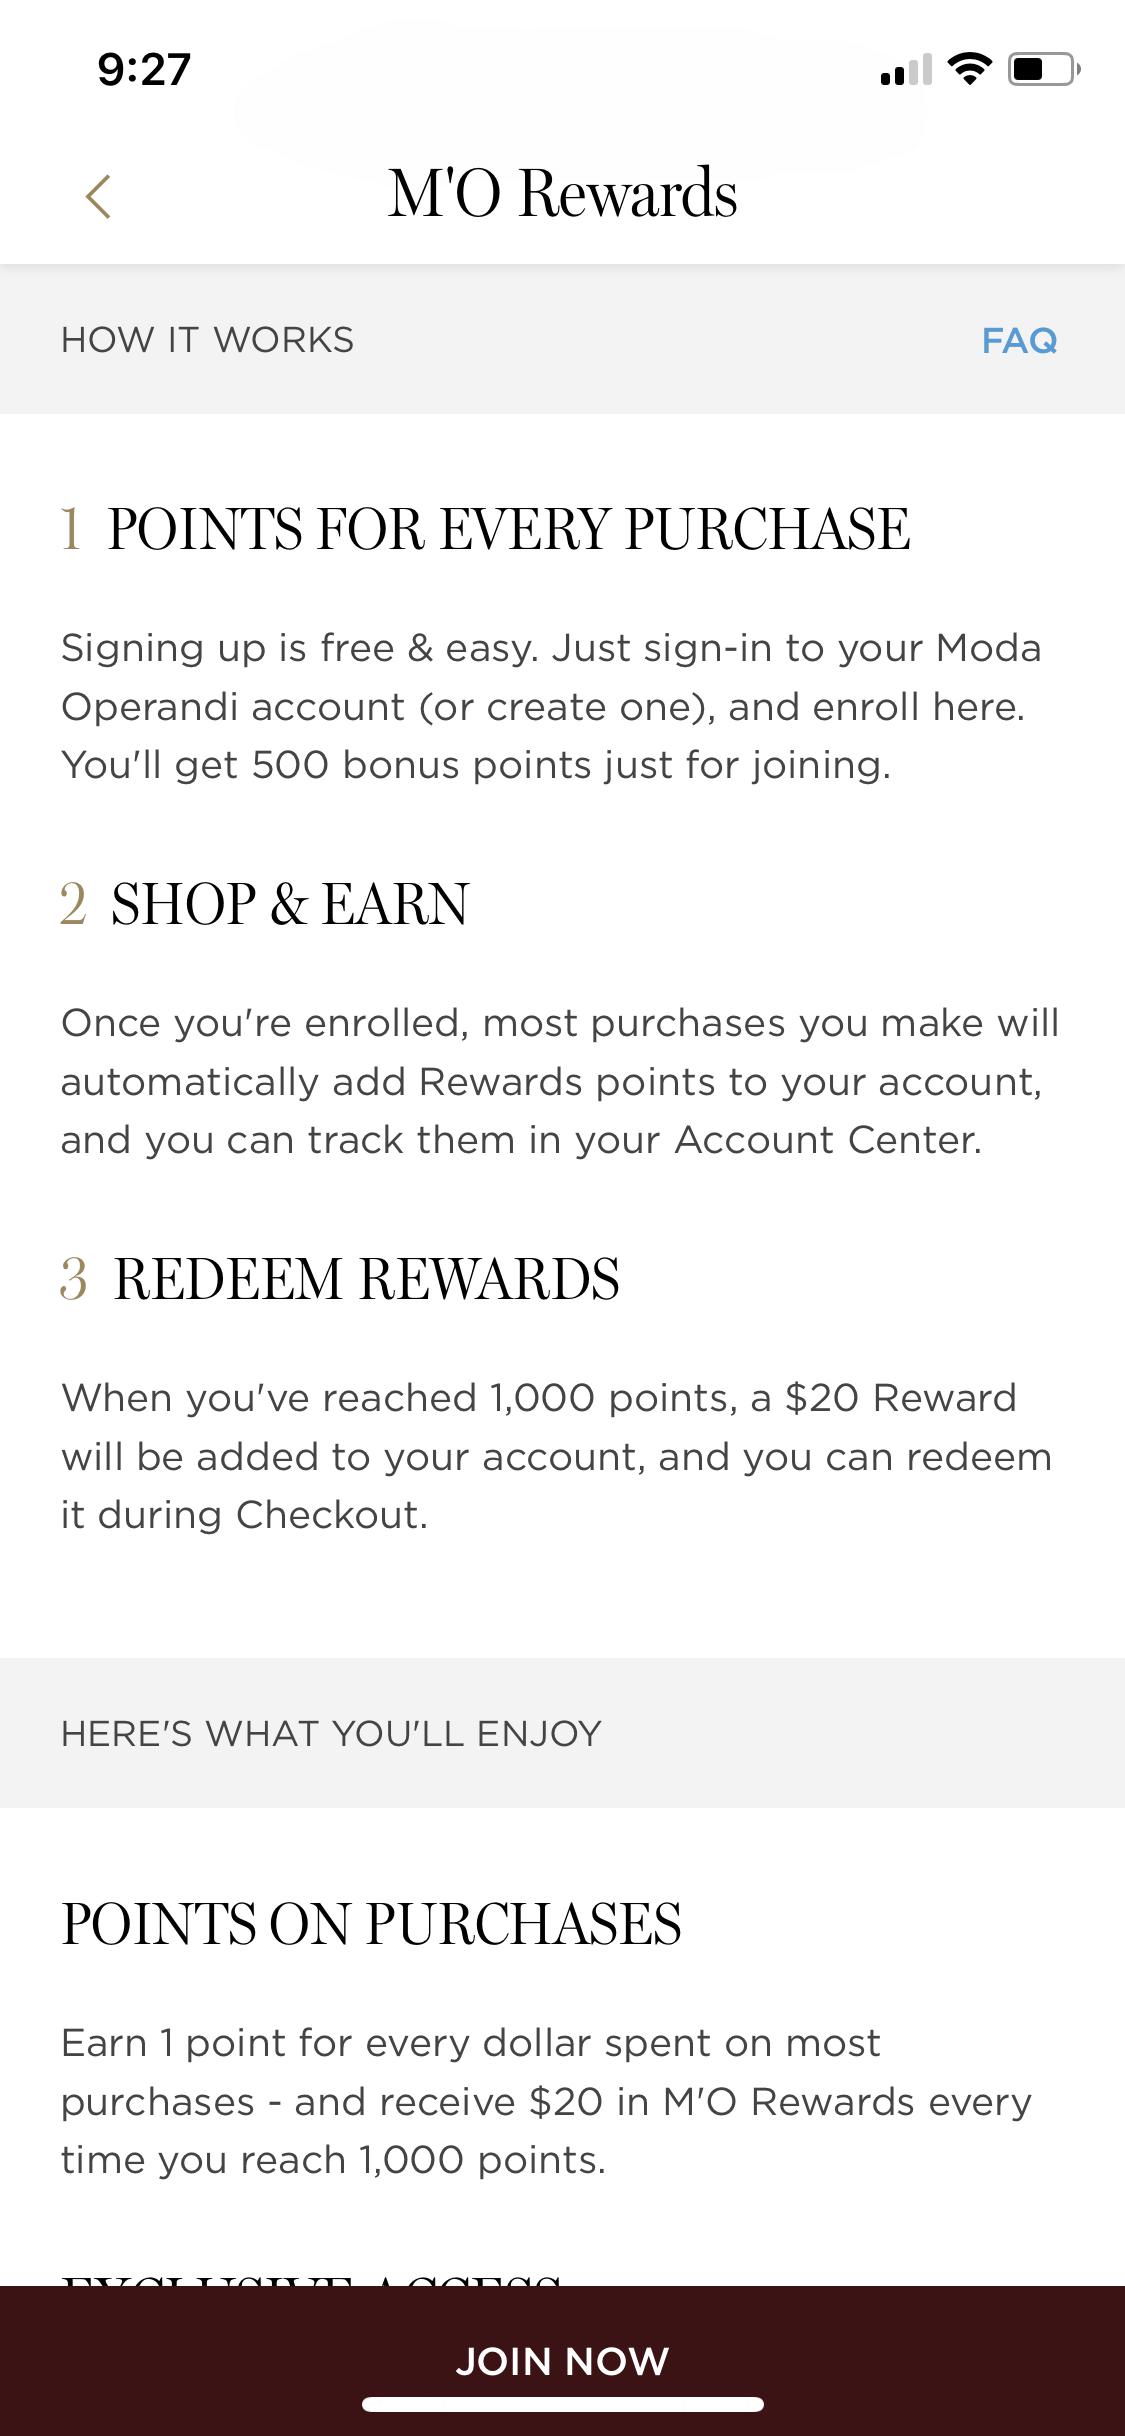 9:27
M'O Rewards
HOW IT WORKS
FAQ
1 POINTS FOR EVERY PURCHASE
Signing up is free & easy. Just sign-in to your Moda
Operandi account (or create one), and enroll here.
You'll get 500 bonus points just for joining.
2 SHOP & EARN
Once you're enrolled, most purchases you make will
automatically add Rewards points to your account,
and you can track them in your Account Center.
3 REDEEM REWARDS
When you've reached 1,000 points, a $20 Reward
will be added to your account, and you can redeem
it during Checkout.
HERE'S WHAT YOU'LL ENJOY
POINTS ON PURCHASES
Earn 1 point for every dollar spent on most
purchases - and receive $20 in M'O Rewards every
time you reach 1,000 points.
EXCLUSIVE ACCESS
JOIN NOW